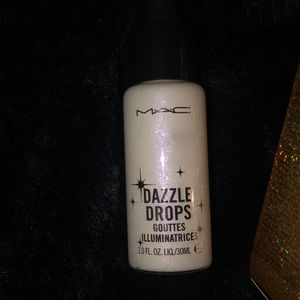 MAC
DAZZLE
DROPS
GOUTTES
ILLUMINATRICES
1.0 FL. OZ. LIQ./30ML ℮